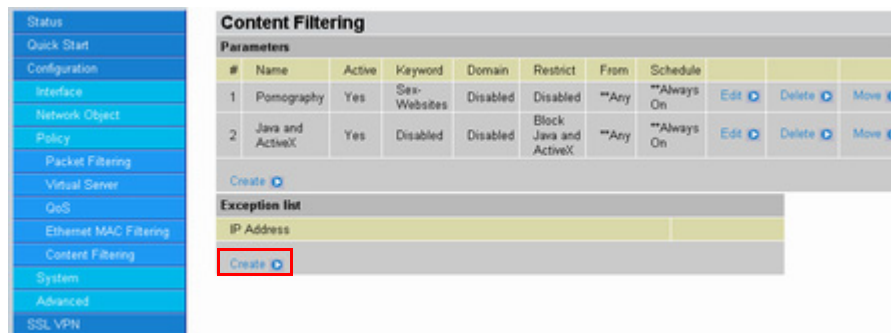 Status
Quick Start
Configuration
Interface
Network Object
Policy
Packet Filtering
Virtual Server
QoS
Ethernet MAC Filtering
Content Filtering
System
Advanced
SSL VPN
Content Filtering
Parameters
# Name Active Keyword Domain Restrict From Schedule
1 Pornography Yes Sex-Websites Disabled Disabled **Any **Always On Edit Delete Move
2 Java and ActiveX Yes Disabled Disabled Block Java and ActiveX **Any **Always On Edit Delete Move
Create
Exception list
IP Address
Create